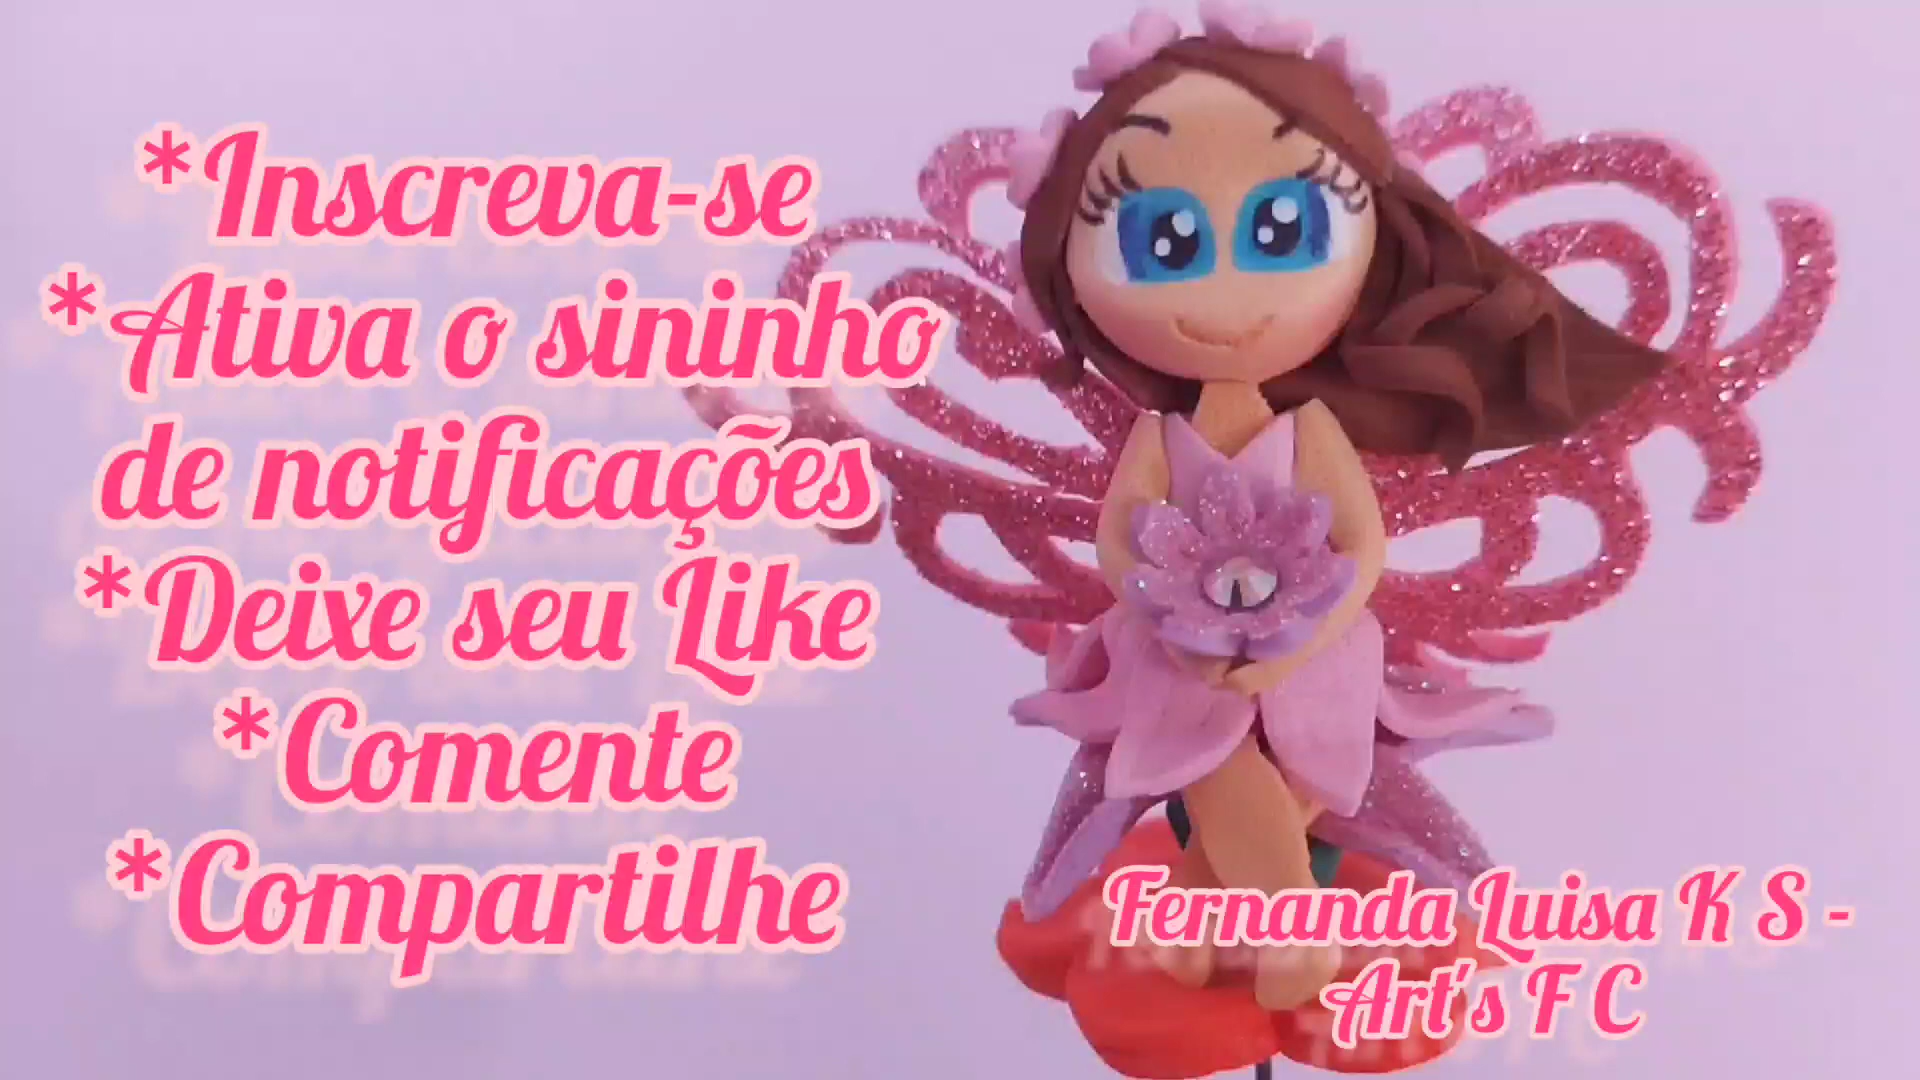 *Inscreva-se
*Ativa o sininho
de notificações
*Deixe seu Like
*Comente
*Compartilhe
Fernanda Luisa K S -
Art's F C